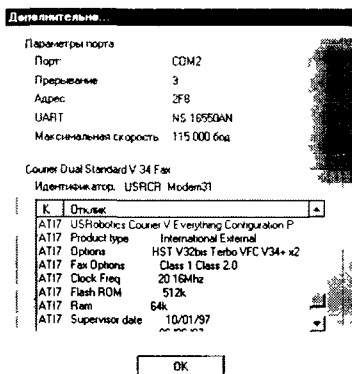 Дополнительно...
Параметры порта
Порт COM2
Прерывание 3
Адрес 2F8
UART NS 16550AN
Максимальная скорость 115 000 бод
Courier Dual Standard V 34 Fax
Идентификатор. USRCR Modem31
К Отклик
ATI7 USRobotics Courier V Everything Configuration P
ATI7 Product type International External
ATI7 Options HST V32bis Terbo VFC V34+ x2
ATI7 Fax Options Class 1 Class 2.0
ATI7 Clock Freq 20 16Mhz
ATI7 Flash ROM 512k
ATI7 Ram 64k
ATI7 Supervisor date 10/01/97
OK